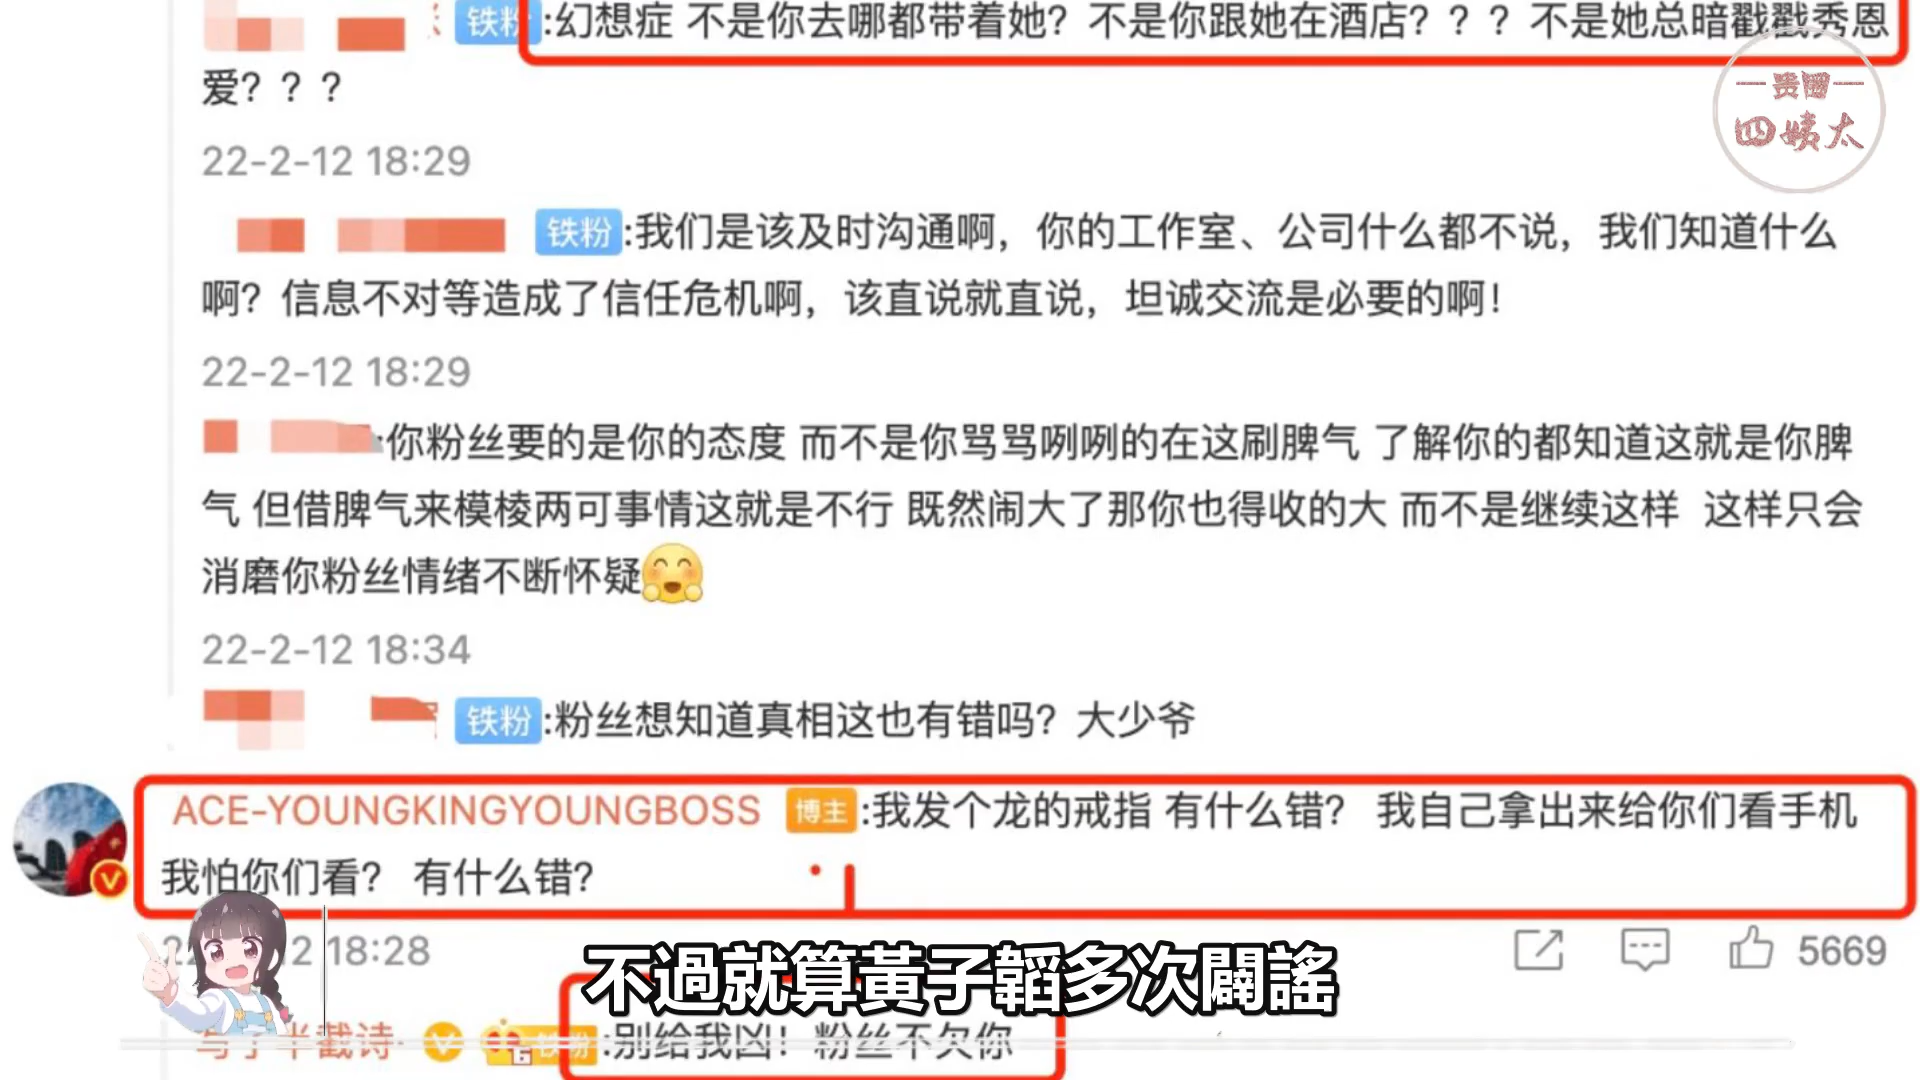 铁粉:幻想症 不是你去哪都带着她？不是你跟她在酒店？？？不是她总暗戳戳秀恩
爱？？？
贵圈
四姨太
22-2-12 18:29
铁粉:我们是该及时沟通啊，你的工作室、公司什么都不说，我们知道什么
啊？信息不对等造成了信任危机啊，该直说就直说，坦诚交流是必要的啊！
22-2-12 18:29
:你粉丝要的是你的态度 而不是你骂骂咧咧的在这刷脾气 了解你的都知道这就是你脾
气 但借脾气来模棱两可事情这就是不行 既然闹大了那你也得收的大 而不是继续这样 这样只会
消磨你粉丝情绪不断怀疑
22-2-12 18:34
铁粉:粉丝想知道真相这也有错吗？大少爷
ACE-YOUNGKINGYOUNGBOSS 博主:我发个龙的戒指 有什么错？ 我自己拿出来给你们看手机
我怕你们看？ 有什么错？
2 18:28
5669
不過就算黃子韜多次闢謠
半截诗 6 铁粉:别给我凶！粉丝不欠你